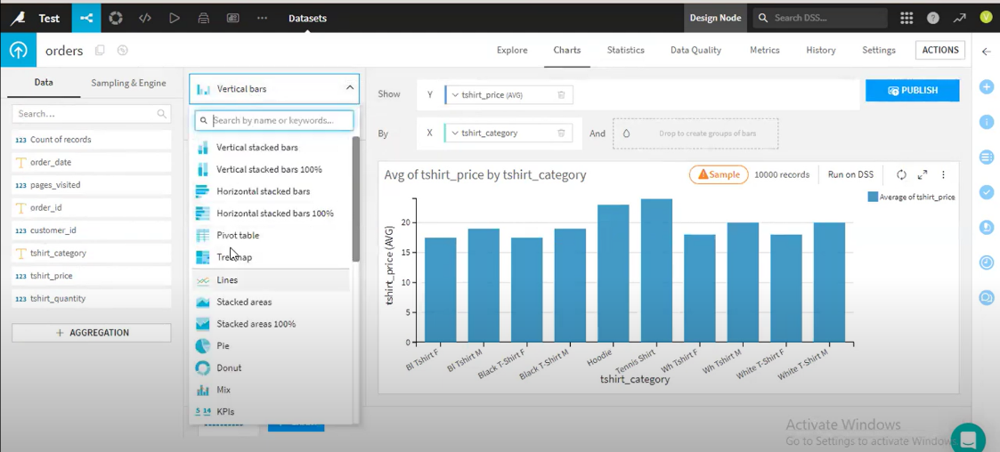 Test
Datasets
Design Node
Search DSS...
?
V
orders
Explore
Charts
Statistics
Data Quality
Metrics
History
Settings
ACTIONS
Data
Sampling & Engine
Search...
123 Count of records
T order_date
123 pages_visited
T order_id
123 customer_id
T tshirt_category
123 tshirt_price
123 tshirt_quantity
+ AGGREGATION
Vertical bars
Search by name or keywords...
Vertical stacked bars
Vertical stacked bars 100%
Horizontal stacked bars
Horizontal stacked bars 100%
Pivot table
Lines
Stacked areas
Stacked areas 100%
Pie
Donut
Mix
5 14 KPIs
Show
Y
tshirt_price (AVG)
PUBLISH
By
X
tshirt_category
And
Drop to create groups of bars
Avg of tshirt_price by tshirt_category
Sample
10000 records
Run on DSS
Average of tshirt_price
tshirt_price (AVG)
20
15
10
5
0
Bl Tshirt F
Bl Tshirt M
Black T-Shirt F
Black T-Shirt M
Hoodie
Tennis Shirt
Wh Tshirt F
Wh Tshirt M
White T-Shirt F
White T-Shirt M
tshirt_category
Activate Windows
Go to Settings to activate Windows